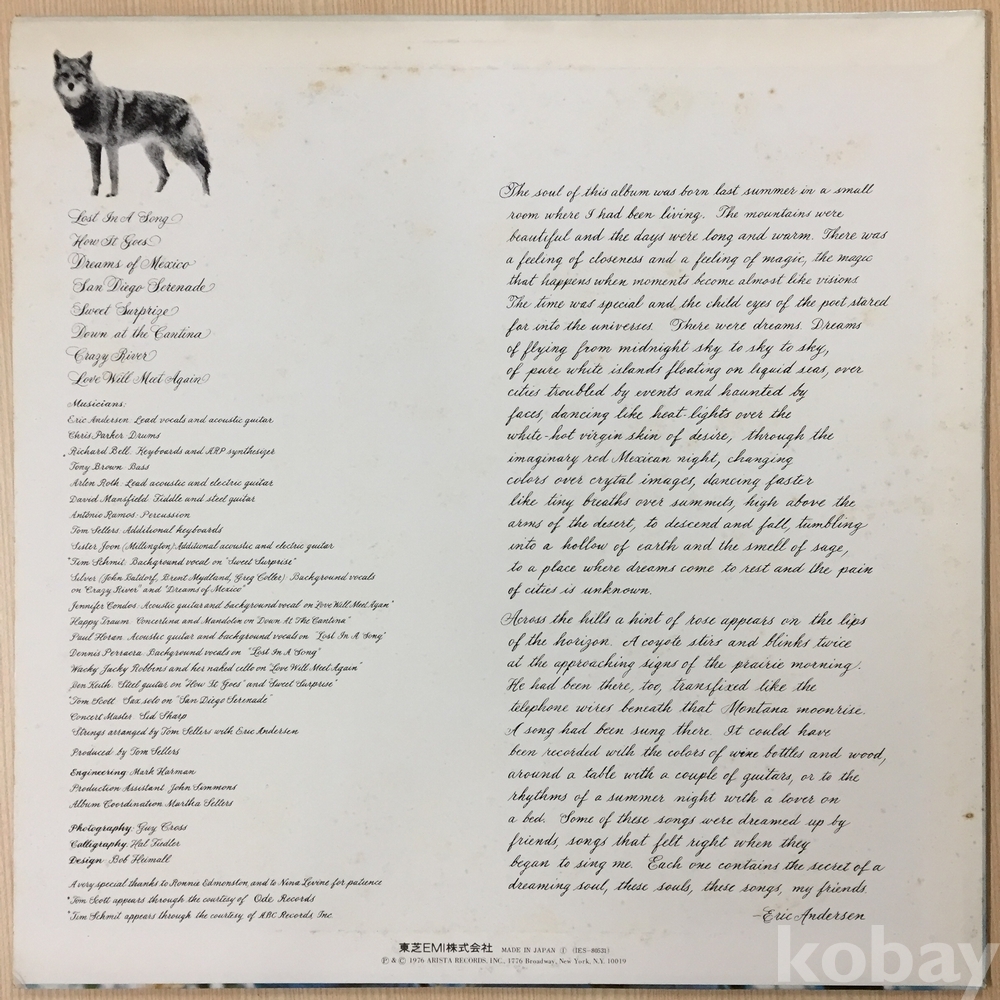 Lost In A Song
How It Goes
Dreams of Mexico
San Diego Serenade
Sweet Surprize
Down at the Cantina
Crazy River
Love Will Meet Again
Musicians:
Eric Andersen: Lead vocals and acoustic guitar
Chris Parker: Drums
Richard Bell: Keyboards and ARP synthesizer
Tony Brown: Bass
Arlen Roth: Lead acoustic and electric guitar
David Mansfield: Fiddle and steel guitar
António Ramos: Percussion
Tom Sellers: Additional keyboards
Sister Joon (Millington) Additional acoustic and electric guitar
*Tim Schmit: Background vocal on "Sweet Surprise"
Silver (John Batdorf, Brent Mydland, Greg Coller): Background vocals
on "Crazy River" and "Dreams of Mexico"
Jennifer Condos: Acoustic guitar and background vocal on "Love Will Meet Again"
Happy Traum: Concertina and Mandolin on "Down At The Cantina"
Paul Horan: Acoustic guitar and background vocals on "Lost In A Song"
Dennis Perraera: Background vocals on "Lost In A Song"
Wacky Jacky Robbens and her naked cello on "Love Will Meet Again"
Ben Keith: Steel guitar on "How It Goes" and "Sweet Surprise"
*Tom Scott: Sax solo on "San Diego Serenade"
Concert Master: Sid Sharp
Strings arranged by Tom Sellers with Eric Andersen
Produced by Tom Sellers
Engineering: Mark Harman
Production Assistant: John Simmons
Album Coordination: Martha Sellers
Photography: Guy Cross
Calligraphy: Hal Fiedler
Design: Bob Heimall
A very special thanks to Ronnie Edmonston, and to Nina Levine for patience
*Tom Scott appears through the courtesy of Ode Records
*Tim Schmit appears through the courtesy of ABC Records, Inc.
The soul of this album was born last summer in a small
room where I had been living. The mountains were
beautiful and the days were long and warm. There was
a feeling of closeness and a feeling of magic, the magic
that happens when moments become almost like visions.
The time was special and the child eyes of the poet stared
far into the universes. There were dreams. Dreams
of flying from midnight sky to sky to sky,
of pure white islands floating on liquid seas, over
cities troubled by events and haunted by
faces, dancing like heat-lights over the
white-hot virgin skin of desire, through the
imaginary red Mexican night, changing
colors over crytal images, dancing faster
like tiny breaths over summits, high above the
arms of the desert, to descend and fall, tumbling
into a hollow of earth and the smell of sage,
to a place where dreams come to rest and the pain
of cities is unknown.
Across the hills a hint of rose appears on the lips
of the horizon. A coyote stirs and blinks twice
at the approaching signs of the prairie morning.
He had been there, too, transfixed like the
telephone wires beneath that Montana moonrise.
A song had been sung there. It could have
been recorded with the colors of wine bottles and wood,
around a table with a couple of guitars, or to the
rhythms of a summer night with a lover on
a bed. Some of these songs were dreamed up by
friends, songs that felt right when they
began to sing me. Each one contains the secret of a
dreaming soul, these souls, these songs, my friends.
—Eric Andersen
東芝EMI株式会社 MADE IN JAPAN Ⓕ (IES-80531)
Ⓟ & © 1976 ARISTA RECORDS, INC., 1776 Broadway, New York, N.Y. 10019
kobay